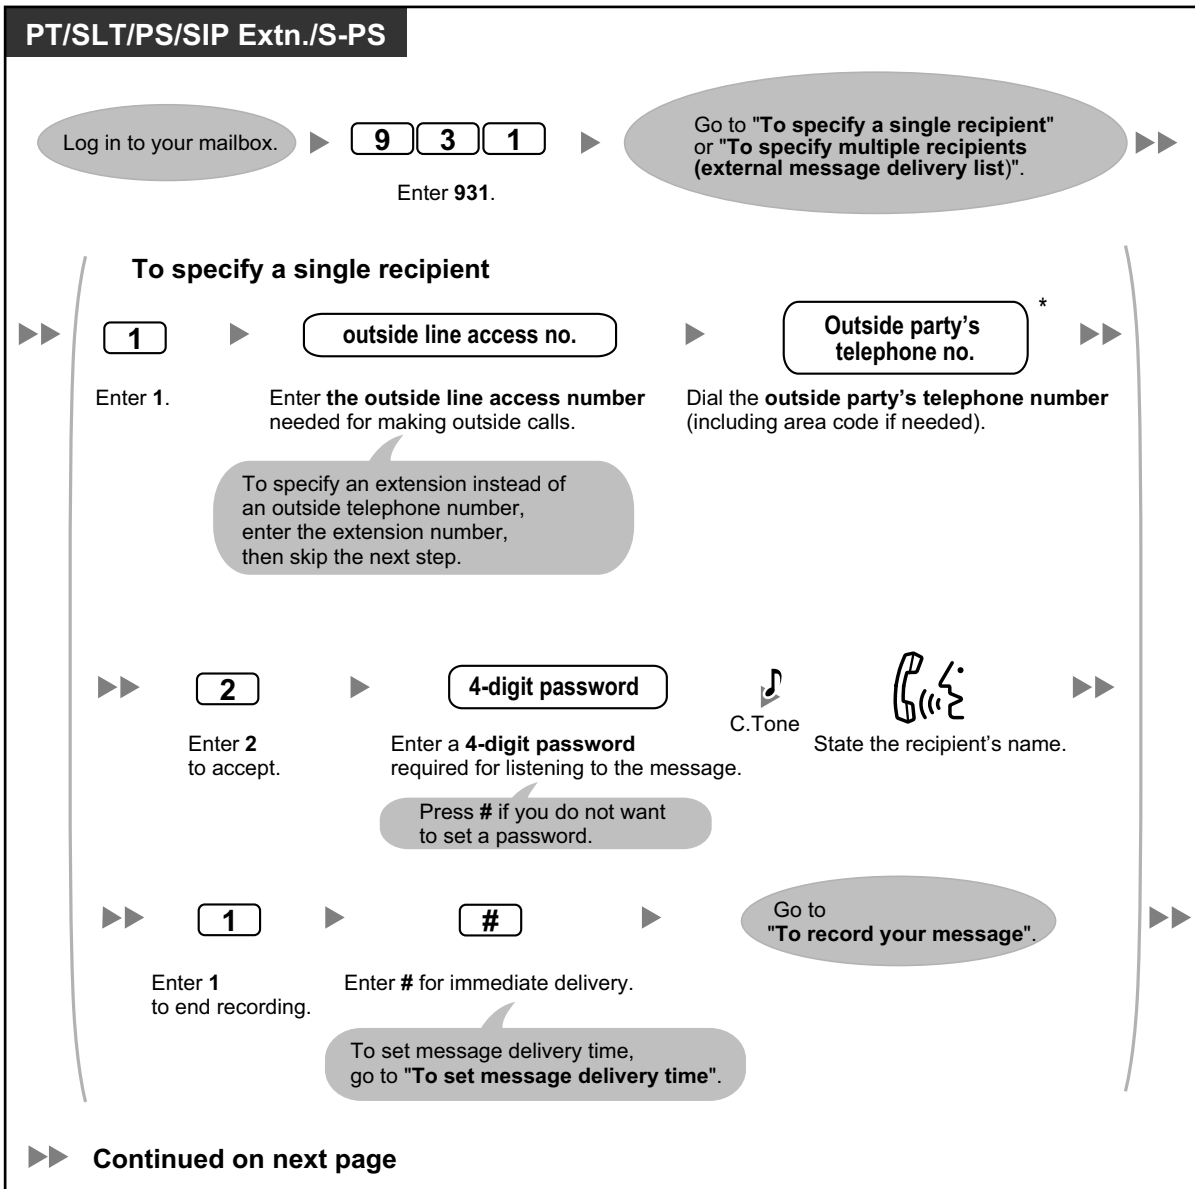 PT/SLT/PS/SIP Extn./S-PS
Log in to your mailbox.
9 3 1
Enter 931.
Go to "To specify a single recipient"
or "To specify multiple recipients
(external message delivery list)".
To specify a single recipient
1
Enter 1.
outside line access no.
Enter the outside line access number
needed for making outside calls.
To specify an extension instead of
an outside telephone number,
enter the extension number,
then skip the next step.
Outside party's
telephone no.
*
Dial the outside party's telephone number
(including area code if needed).
2
Enter 2
to accept.
4-digit password
Enter a 4-digit password
required for listening to the message.
Press # if you do not want
to set a password.
C.Tone
State the recipient's name.
1
Enter 1
to end recording.
#
Enter # for immediate delivery.
To set message delivery time,
go to "To set message delivery time".
Go to
"To record your message".
Continued on next page